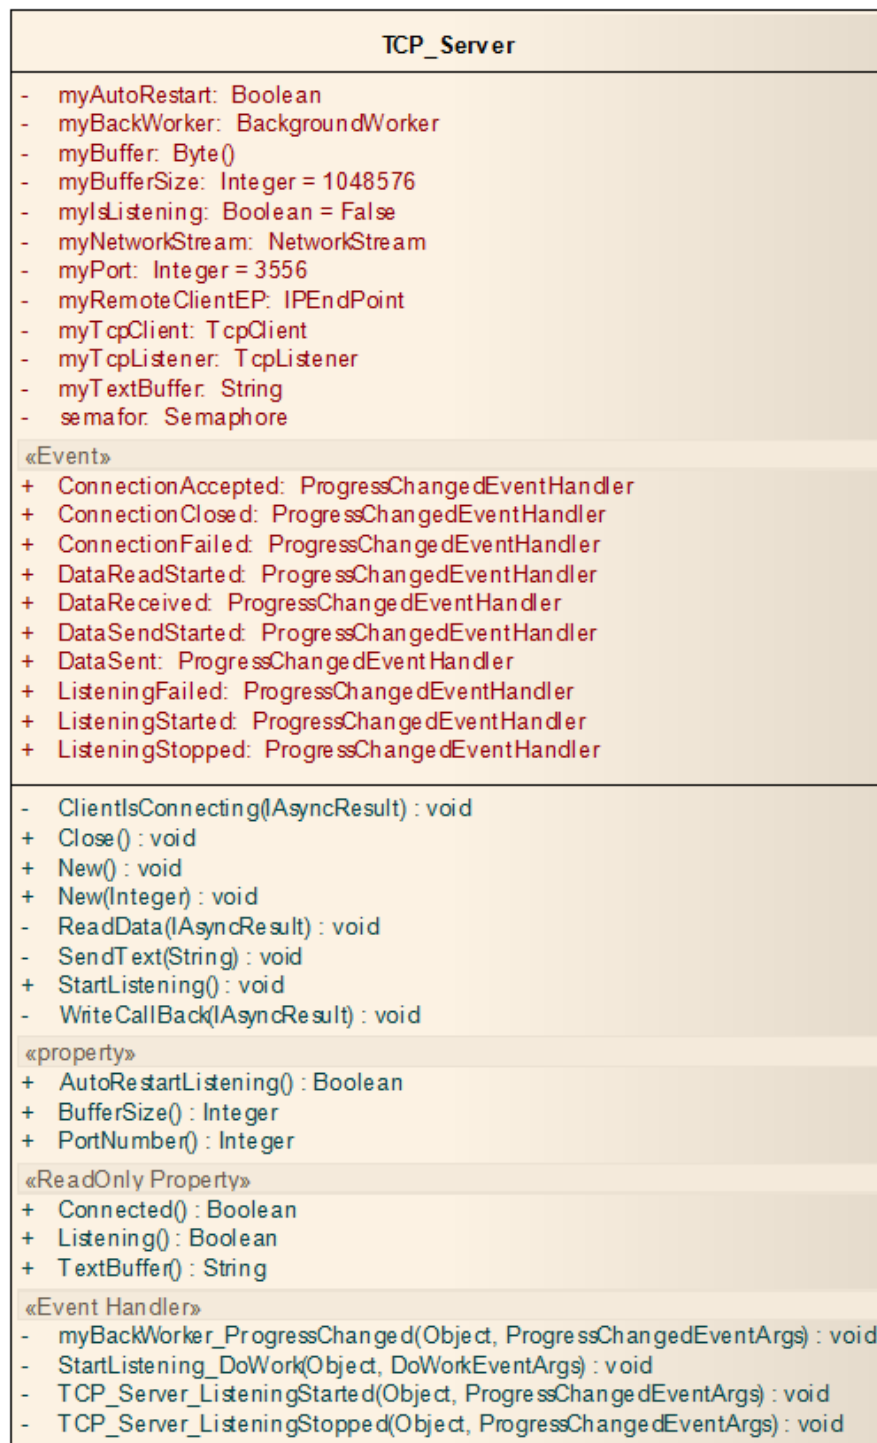 TCP_Server
- myAutoRestart: Boolean
- myBackWorker: BackgroundWorker
- myBuffer: Byte()
- myBufferSize: Integer = 1048576
- myIsListening: Boolean = False
- myNetworkStream: NetworkStream
- myPort: Integer = 3556
- myRemoteClientEP: IPEndPoint
- myTcpClient: TcpClient
- myTcpListener: TcpListener
- myTextBuffer: String
- semafor: Semaphore
«Event»
+ ConnectionAccepted: ProgressChangedEventHandler
+ ConnectionClosed: ProgressChangedEventHandler
+ ConnectionFailed: ProgressChangedEventHandler
+ DataReadStarted: ProgressChangedEventHandler
+ DataReceived: ProgressChangedEventHandler
+ DataSendStarted: ProgressChangedEventHandler
+ DataSent: ProgressChangedEventHandler
+ ListeningFailed: ProgressChangedEventHandler
+ ListeningStarted: ProgressChangedEventHandler
+ ListeningStopped: ProgressChangedEventHandler
- ClientIsConnecting(IAsyncResult) : void
+ Close() : void
+ New() : void
+ New(Integer) : void
- ReadData(IAsyncResult) : void
- SendText(String) : void
+ StartListening() : void
- WriteCallBack(IAsyncResult) : void
«property»
+ AutoRestartListening() : Boolean
+ BufferSize() : Integer
+ PortNumber() : Integer
«ReadOnly Property»
+ Connected() : Boolean
+ Listening() : Boolean
+ TextBuffer() : String
«Event Handler»
- myBackWorker_ProgressChanged(Object, ProgressChangedEventArgs) : void
- StartListening_DoWork(Object, DoWorkEventArgs) : void
- TCP_Server_ListeningStarted(Object, ProgressChangedEventArgs) : void
- TCP_Server_ListeningStopped(Object, ProgressChangedEventArgs) : void